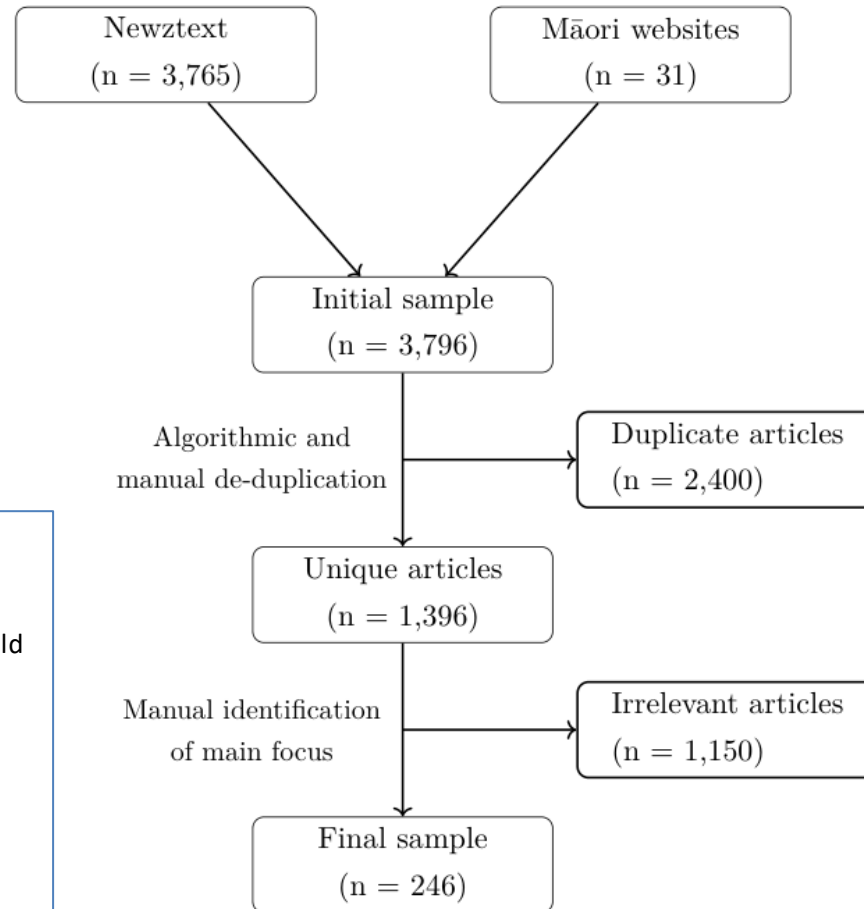 Newztext
(n = 3,765)
Māori websites
(n = 31)
Initial sample
(n = 3,796)
Algorithmic and
manual de-duplication
Duplicate articles
(n = 2,400)
Unique articles
(n = 1,396)
ld
Manual identification
of main focus
Irrelevant articles
(n = 1,150)
Final sample
(n = 246)